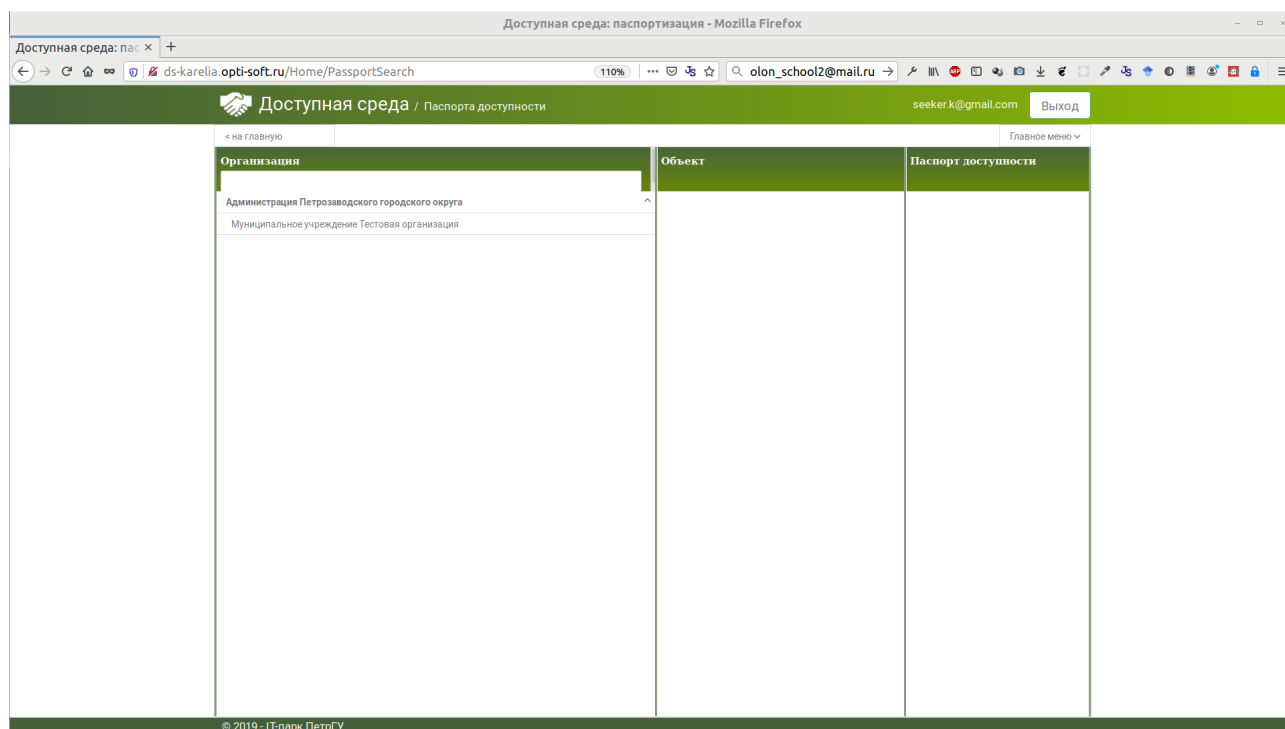 Доступная среда: паспортизация - Mozilla Firefox
Доступная среда: пас × +
ds-karelia.opti-soft.ru/Home/PassportSearch 110% olon_school2@mail.ru
Доступная среда / Паспорта доступности seeker.k@gmail.com Выход
< на главную Главное меню
Организация Объект Паспорт доступности
Администрация Петрозаводского городского округа
Муниципальное учреждение Тестовая организация
© 2019 - IT-парк ПетрГУ